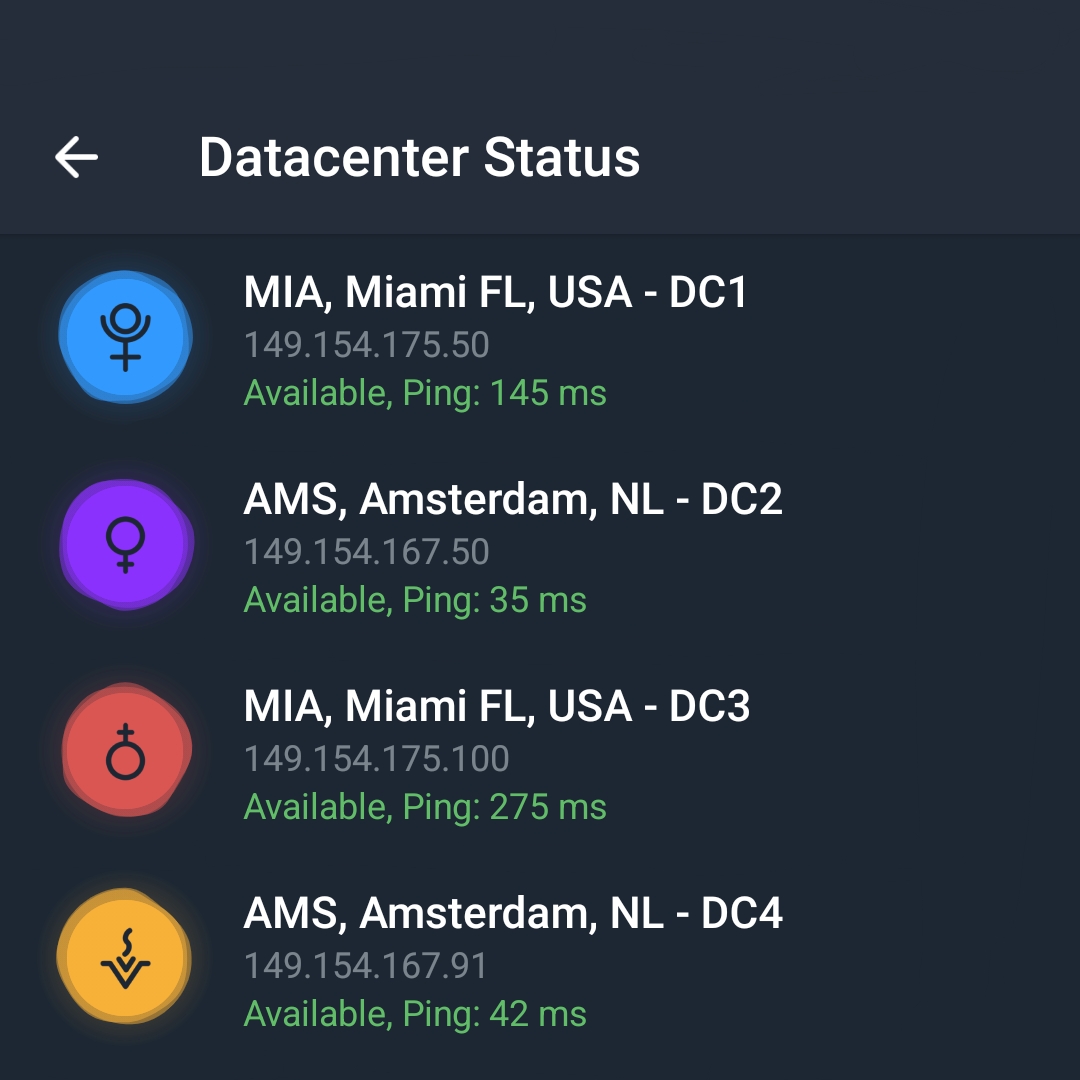 Datacenter Status
MIA, Miami FL, USA - DC1
149.154.175.50
Available, Ping: 145 ms
AMS, Amsterdam, NL - DC2
149.154.167.50
Available, Ping: 35 ms
MIA, Miami FL, USA - DC3
149.154.175.100
Available, Ping: 275 ms
AMS, Amsterdam, NL - DC4
149.154.167.91
Available, Ping: 42 ms